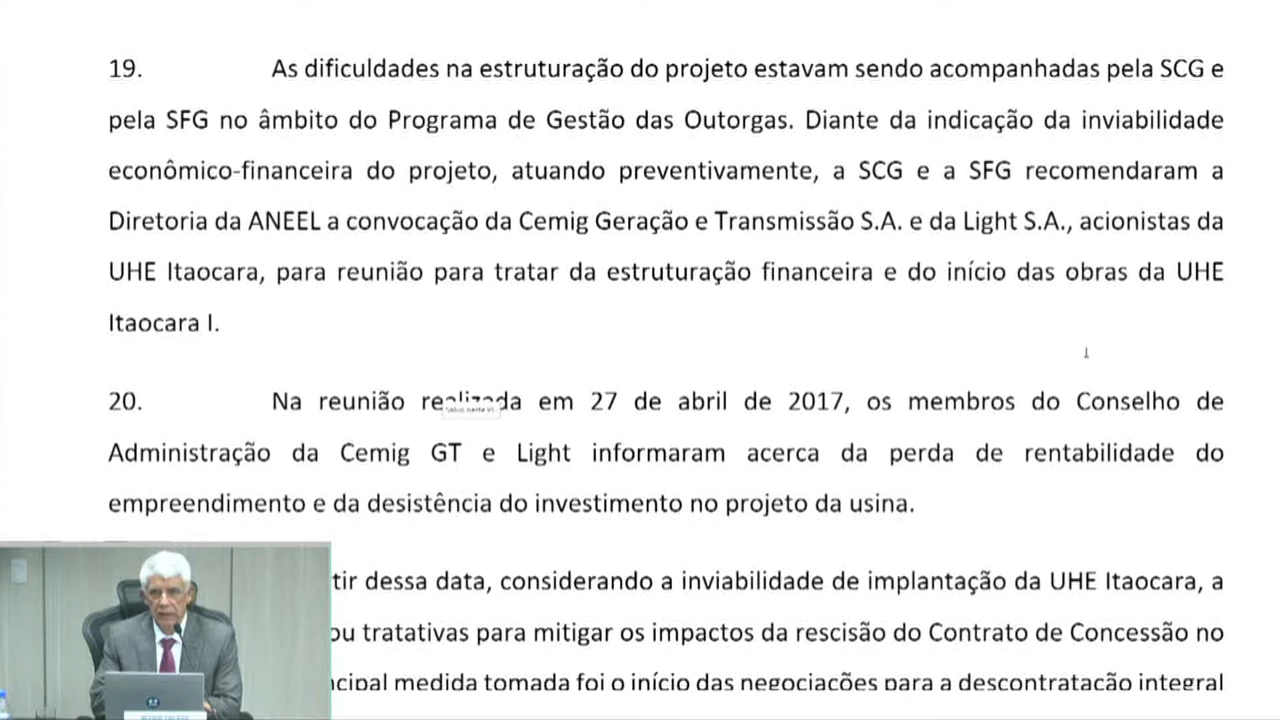 19. As dificuldades na estruturação do projeto estavam sendo acompanhadas pela SCG e
pela SFG no âmbito do Programa de Gestão das Outorgas. Diante da indicação da inviabilidade
econômico-financeira do projeto, atuando preventivamente, a SCG e a SFG recomendaram a
Diretoria da ANEEL a convocação da Cemig Geração e Transmissão S.A. e da Light S.A., acionistas da
UHE Itaocara, para reunião para tratar da estruturação financeira e do início das obras da UHE
Itaocara I.
20. Na reunião realizada em 27 de abril de 2017, os membros do Conselho de
Administração da Cemig GT e Light informaram acerca da perda de rentabilidade do
empreendimento e da desistência do investimento no projeto da usina.
tir dessa data, considerando a inviabilidade de implantação da UHE Itaocara, a
ou tratativas para mitigar os impactos da rescisão do Contrato de Concessão no
ncipal medida tomada foi o início das negociações para a descontratação integral